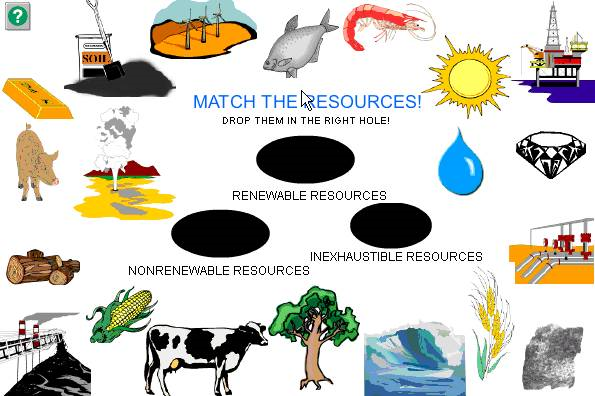 ?
SOIL
MATCH THE RESOURCES!
DROP THEM IN THE RIGHT HOLE!
RENEWABLE RESOURCES
INEXHAUSTIBLE RESOURCES
NONRENEWABLE RESOURCES